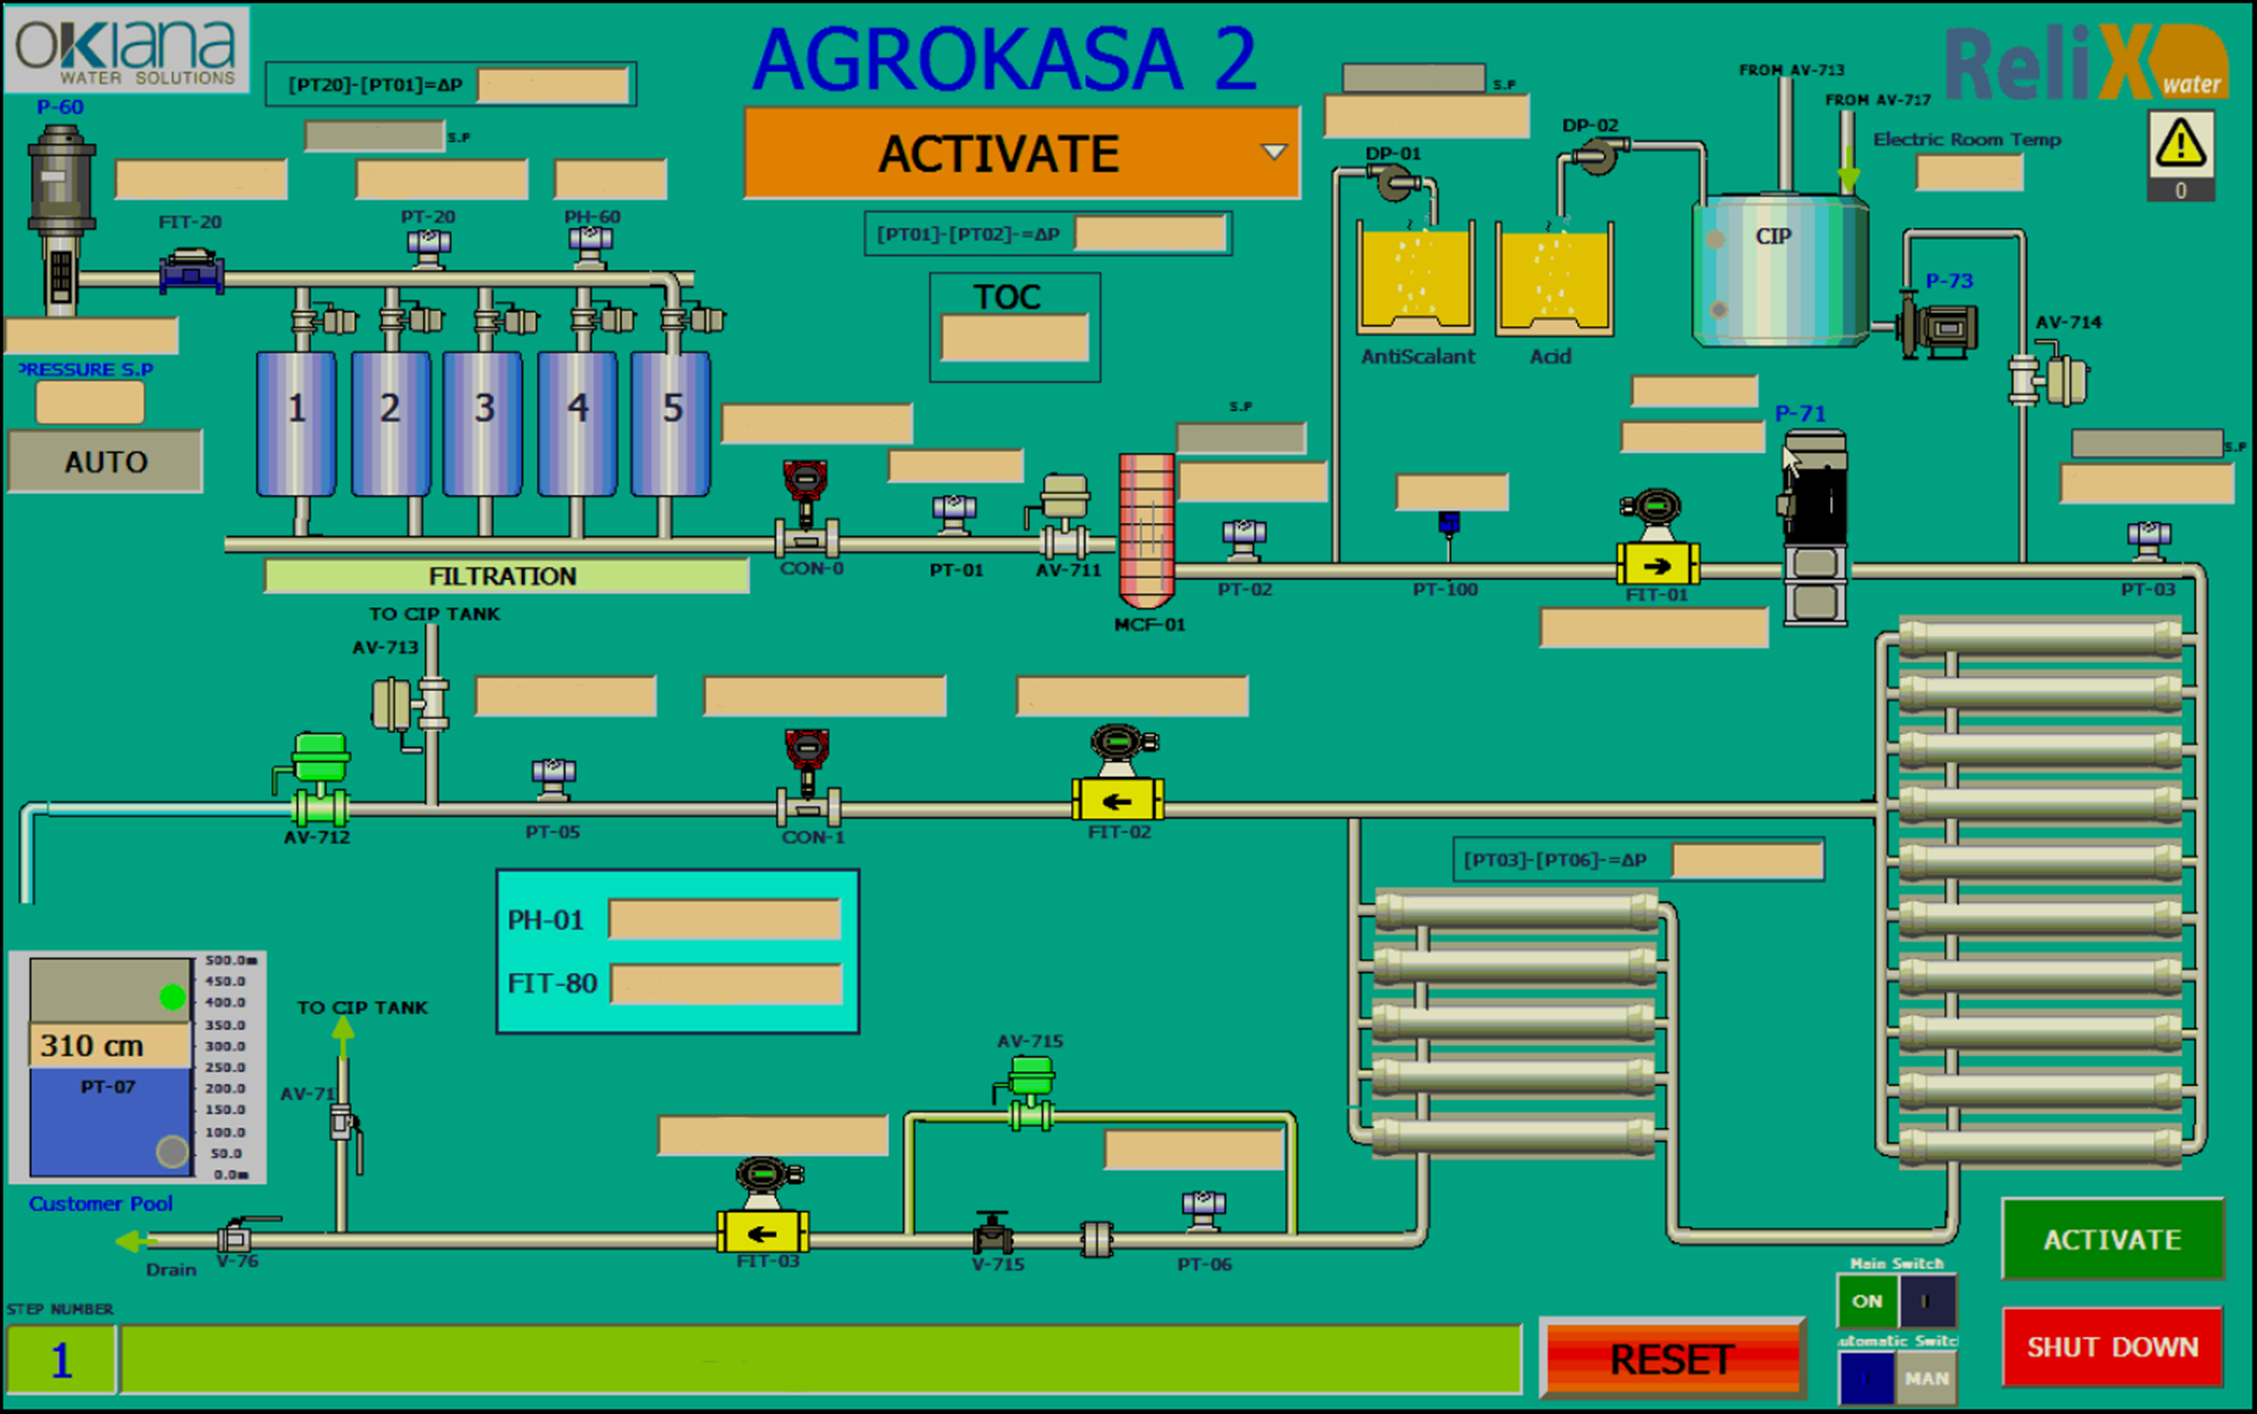 OKIANA
WATER SOLUTIONS
[PT20]-[PT01]=ΔP
AGROKASA 2
ReliX
water
FROM AV-713
FROM AV-717
S.P
P-60
S.P
ACTIVATE
DP-02
DP-01
Electric Room Temp
0
FIT-20
PT-20
PH-60
[PT01]-[PT02]-=ΔP
CIP
TOC
P-73
AV-714
PRESSURE S.P
AntiScalant
Acid
AUTO
1
2
3
4
5
S.P
P-71
S.P
CON-0
PT-01
AV-711
PT-02
PT-100
FIT-01
PT-03
FILTRATION
MCF-01
TO CIP TANK
AV-713
AV-712
PT-05
CON-1
FIT-02
[PT03]-[PT06]-=ΔP
PH-01
FIT-80
500.0m
450.0
400.0
350.0
300.0
250.0
200.0
150.0
100.0
50.0
0.0m
310 cm
PT-07
Customer Pool
TO CIP TANK
AV-71
AV-715
Drain
V-76
FIT-03
V-715
PT-06
ACTIVATE
Main Switch
ON
I
STEP NUMBER
1
RESET
utomatic Switc
MAN
SHUT DOWN